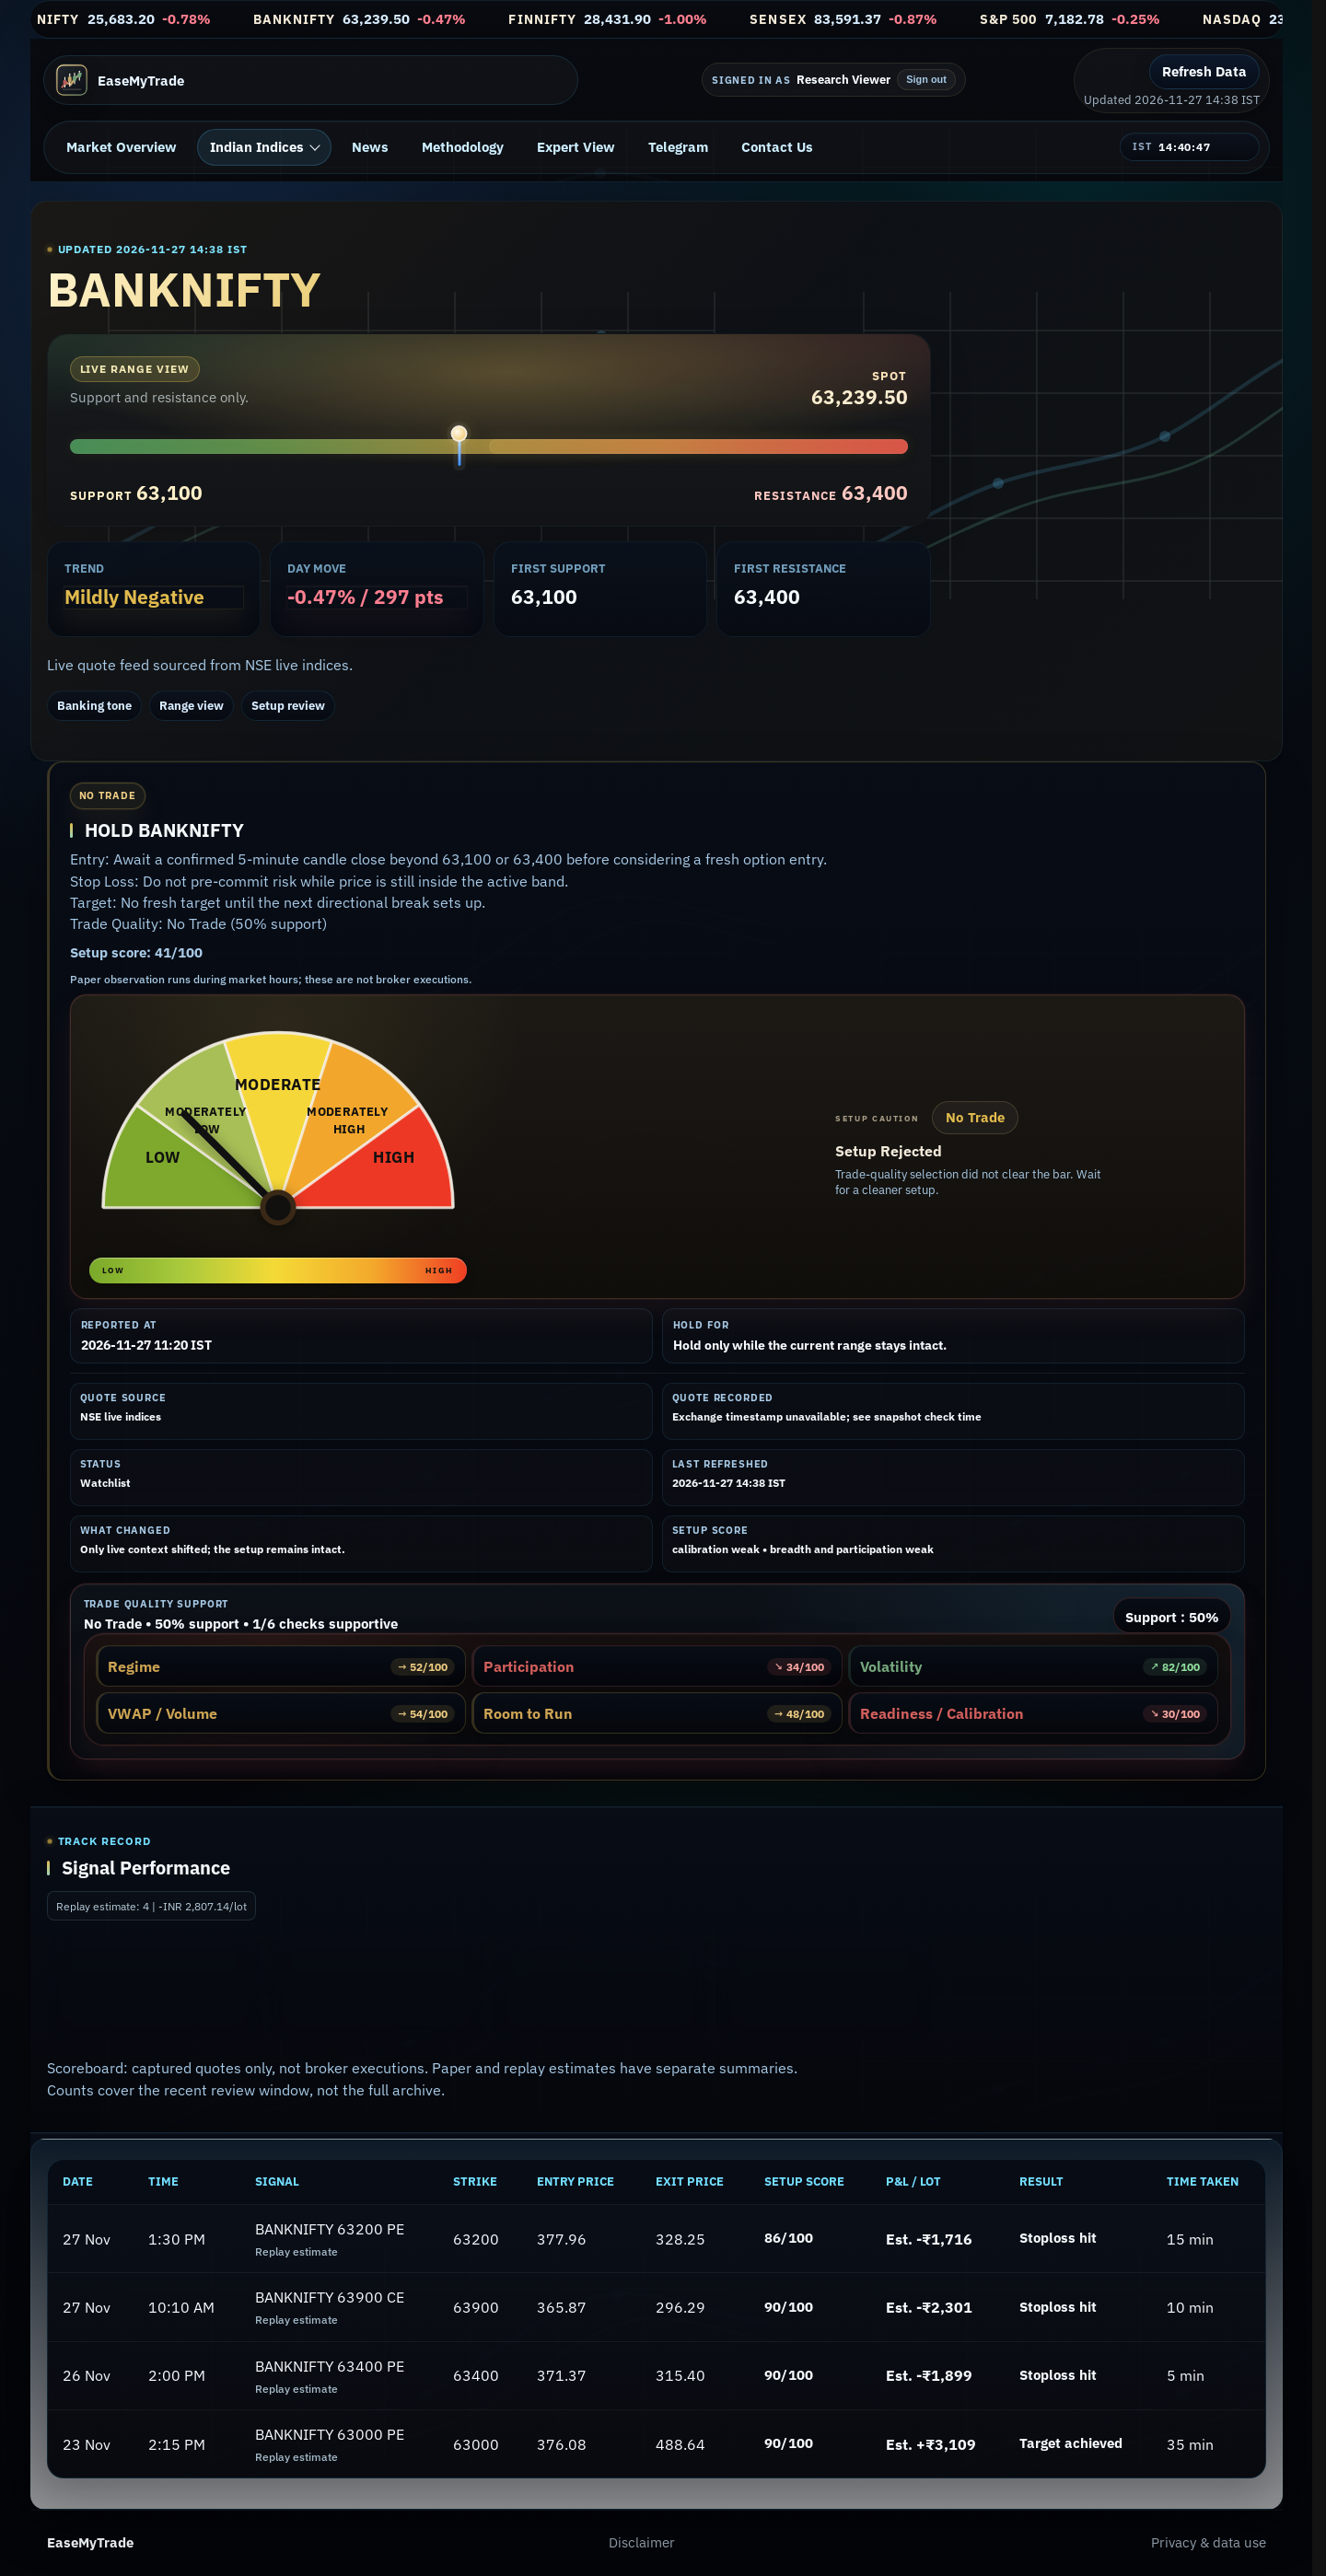 NIFTY 25,683.20 -0.78% BANKNIFTY 63,239.50 -0.47% FINNIFTY 28,431.90 -1.00% SENSEX 83,591.37 -0.87% S&P 500 7,182.78 -0.25% NASDAQ 23
EaseMyTrade
SIGNED IN AS Research Viewer Sign out
Refresh Data
Updated 2026-11-27 14:38 IST
Market Overview Indian Indices News Methodology Expert View Telegram Contact Us IST 14:40:47
UPDATED 2026-11-27 14:38 IST
BANKNIFTY
LIVE RANGE VIEW
Support and resistance only.
SPOT
63,239.50
SUPPORT 63,100
RESISTANCE 63,400
TREND
Mildly Negative
DAY MOVE
-0.47% / 297 pts
FIRST SUPPORT
63,100
FIRST RESISTANCE
63,400
Live quote feed sourced from NSE live indices.
Banking tone Range view Setup review
NO TRADE
HOLD BANKNIFTY
Entry: Await a confirmed 5-minute candle close beyond 63,100 or 63,400 before considering a fresh option entry.
Stop Loss: Do not pre-commit risk while price is still inside the active band.
Target: No fresh target until the next directional break sets up.
Trade Quality: No Trade (50% support)
Setup score: 41/100
Paper observation runs during market hours; these are not broker executions.
MODERATE
MODERATELY
LOW
MODERATELY
HIGH
LOW
HIGH
LOW HIGH
SETUP CAUTION No Trade
Setup Rejected
Trade-quality selection did not clear the bar. Wait
for a cleaner setup.
REPORTED AT
2026-11-27 11:20 IST
HOLD FOR
Hold only while the current range stays intact.
QUOTE SOURCE
NSE live indices
QUOTE RECORDED
Exchange timestamp unavailable; see snapshot check time
STATUS
Watchlist
LAST REFRESHED
2026-11-27 14:38 IST
WHAT CHANGED
Only live context shifted; the setup remains intact.
SETUP SCORE
calibration weak • breadth and participation weak
TRADE QUALITY SUPPORT
No Trade • 50% support • 1/6 checks supportive
Support : 50%
Regime → 52/100
Participation ↘ 34/100
Volatility ↗ 82/100
VWAP / Volume → 54/100
Room to Run → 48/100
Readiness / Calibration ↘ 30/100
TRACK RECORD
Signal Performance
Replay estimate: 4 | -INR 2,807.14/lot
Scoreboard: captured quotes only, not broker executions. Paper and replay estimates have separate summaries.
Counts cover the recent review window, not the full archive.
DATE TIME SIGNAL STRIKE ENTRY PRICE EXIT PRICE SETUP SCORE P&L / LOT RESULT TIME TAKEN
27 Nov 1:30 PM BANKNIFTY 63200 PE 63200 377.96 328.25 86/100 Est. -₹1,716 Stoploss hit 15 min
Replay estimate
27 Nov 10:10 AM BANKNIFTY 63900 CE 63900 365.87 296.29 90/100 Est. -₹2,301 Stoploss hit 10 min
Replay estimate
26 Nov 2:00 PM BANKNIFTY 63400 PE 63400 371.37 315.40 90/100 Est. -₹1,899 Stoploss hit 5 min
Replay estimate
23 Nov 2:15 PM BANKNIFTY 63000 PE 63000 376.08 488.64 90/100 Est. +₹3,109 Target achieved 35 min
Replay estimate
EaseMyTrade Disclaimer Privacy & data use